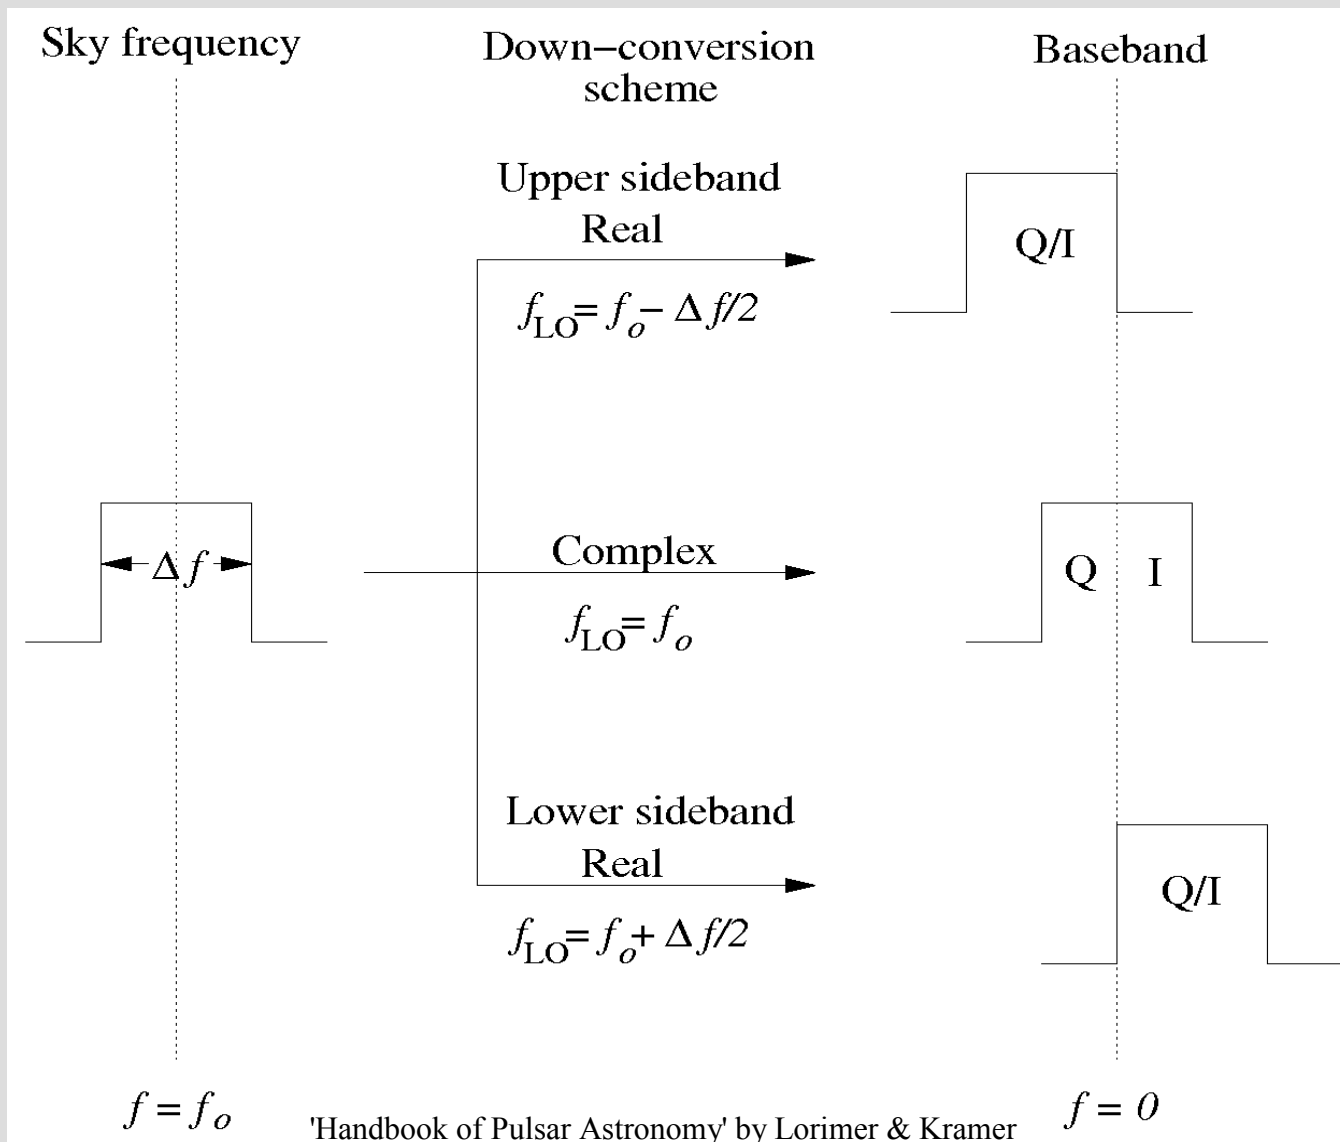 Sky frequency
Down−conversion
scheme
Baseband
Upper sideband
Real
f_LO = f_o − Δ f/2
Q/I
Δ f
Complex
f_LO = f_o
Q I
Lower sideband
Real
f_LO = f_o + Δ f/2
Q/I
f = f_o
f = 0
'Handbook of Pulsar Astronomy' by Lorimer & Kramer